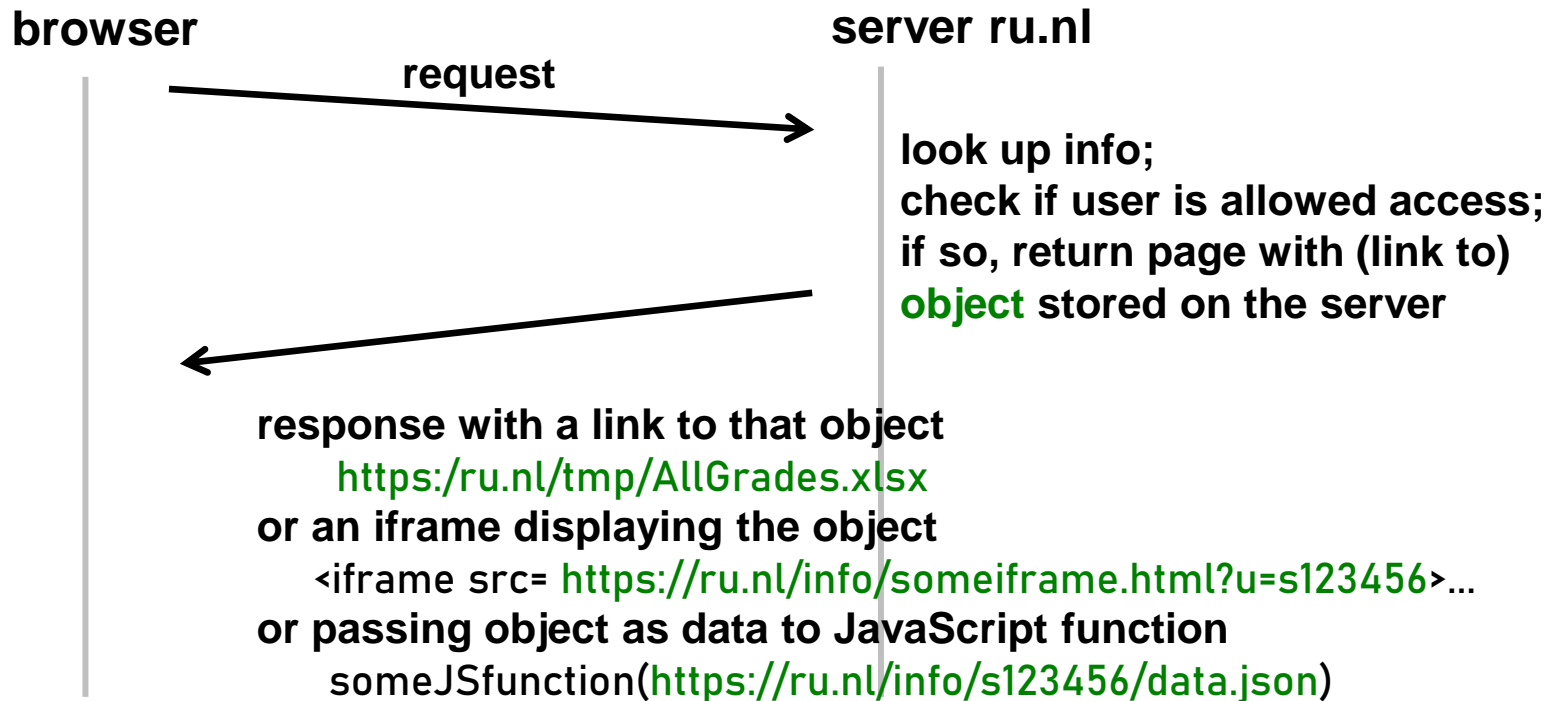 browser
server ru.nl
request
look up info;
check if user is allowed access;
if so, return page with (link to)
object stored on the server
response with a link to that object
https:/ru.nl/tmp/AllGrades.xlsx
or an iframe displaying the object
<iframe src= https://ru.nl/info/someiframe.html?u=s123456>...
or passing object as data to JavaScript function
someJSfunction(https://ru.nl/info/s123456/data.json)